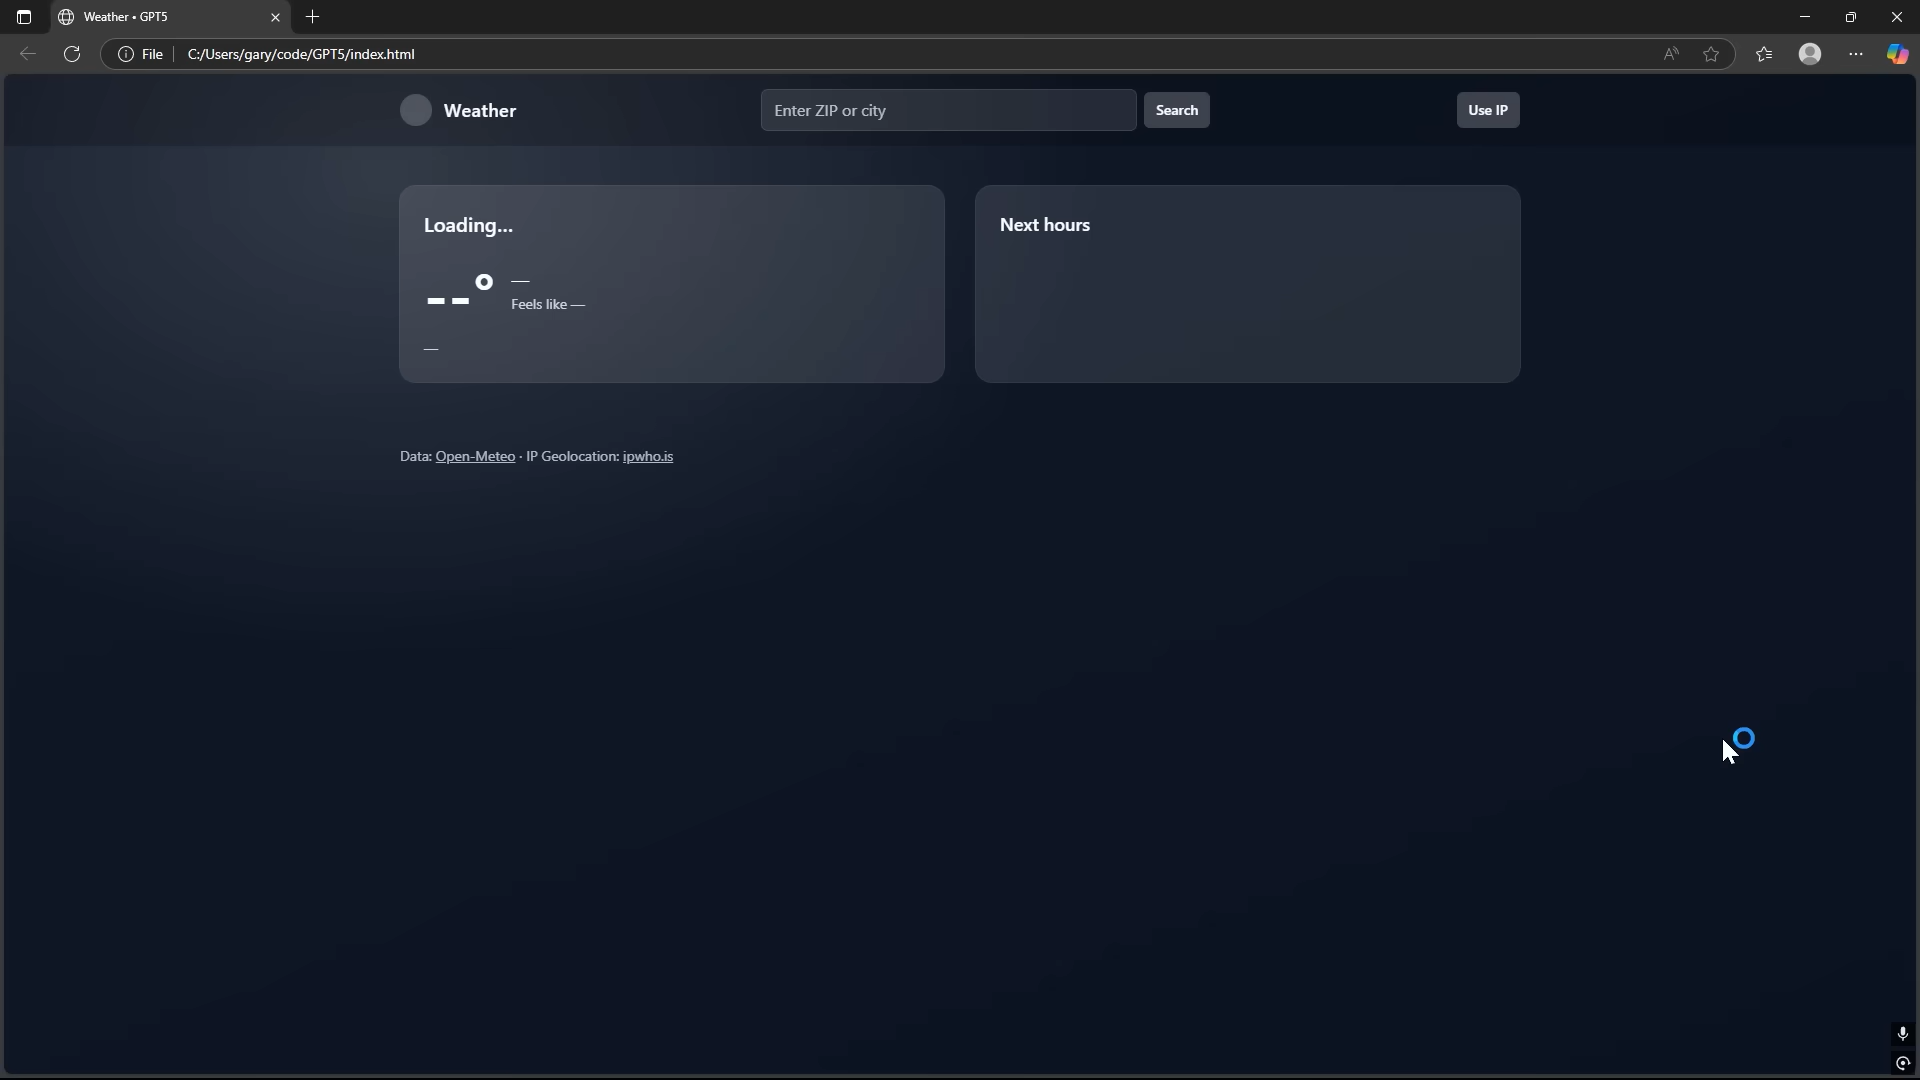 Weather • GPT5
File
C:/Users/gary/code/GPT5/index.html
Weather
Enter ZIP or city
Search
Use IP
Loading...
--°
—
Feels like —
—
Next hours
Data: Open-Meteo · IP Geolocation: ipwho.is